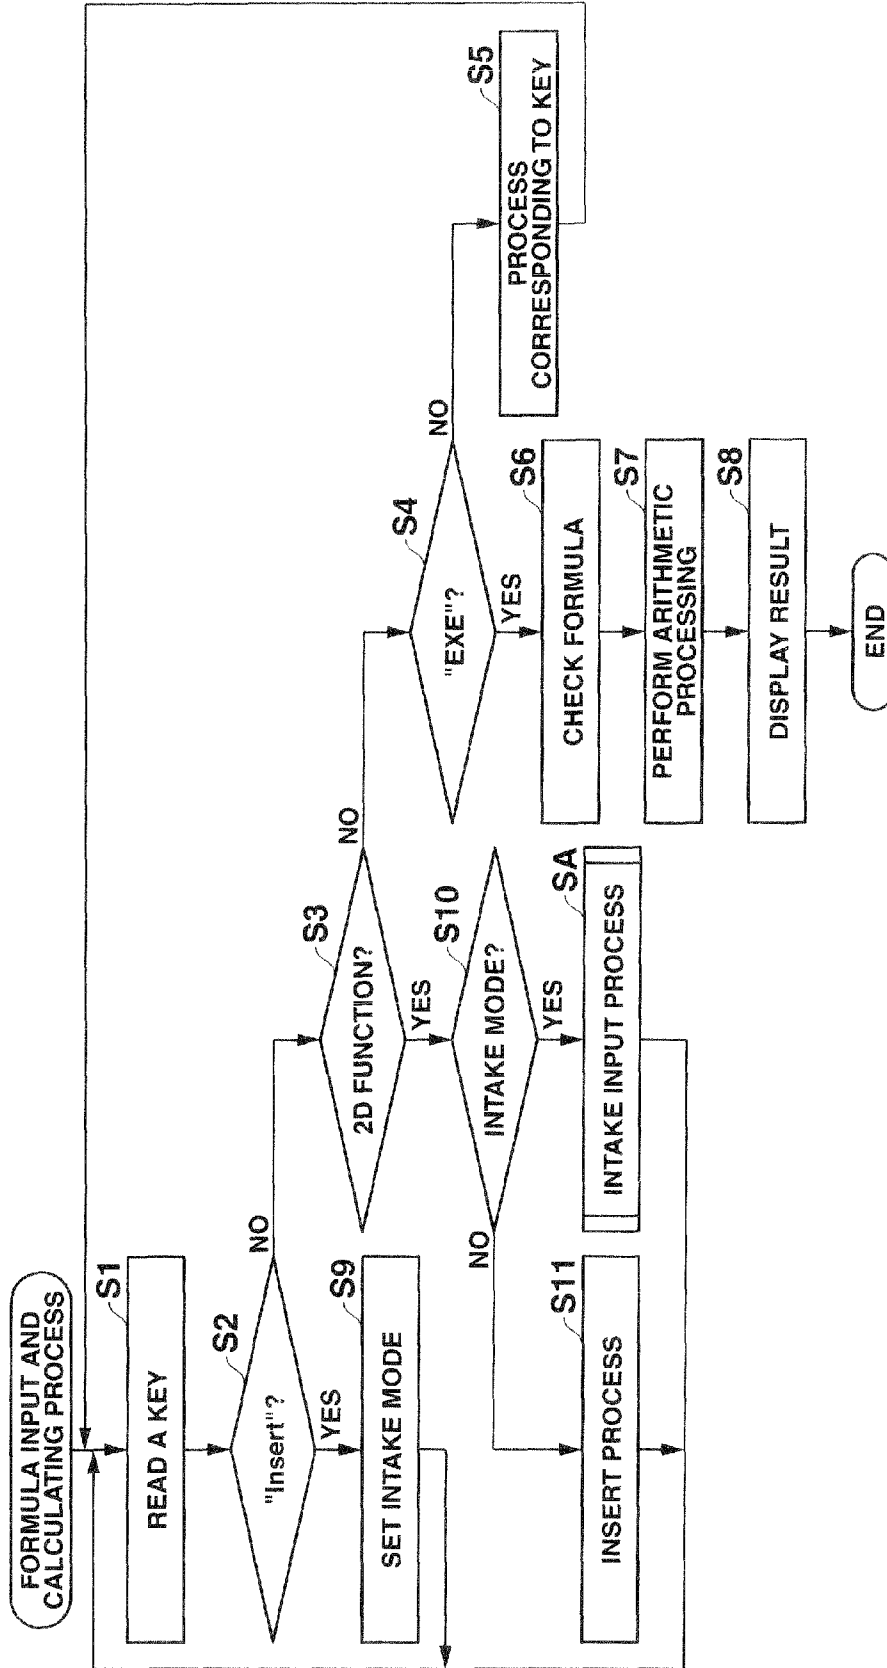 FORMULA INPUT AND
CALCULATING PROCESS
S1
READ A KEY
S2
"Insert"?
NO
YES
S9
SET INTAKE MODE
S3
2D FUNCTION?
NO
YES
S10
INTAKE MODE?
NO
YES
S11
INSERT PROCESS
SA
INTAKE INPUT PROCESS
S4
"EXE"?
NO
YES
S5
PROCESS
CORRESPONDING TO KEY
S6
CHECK FORMULA
S7
PERFORM ARITHMETIC
PROCESSING
S8
DISPLAY RESULT
END